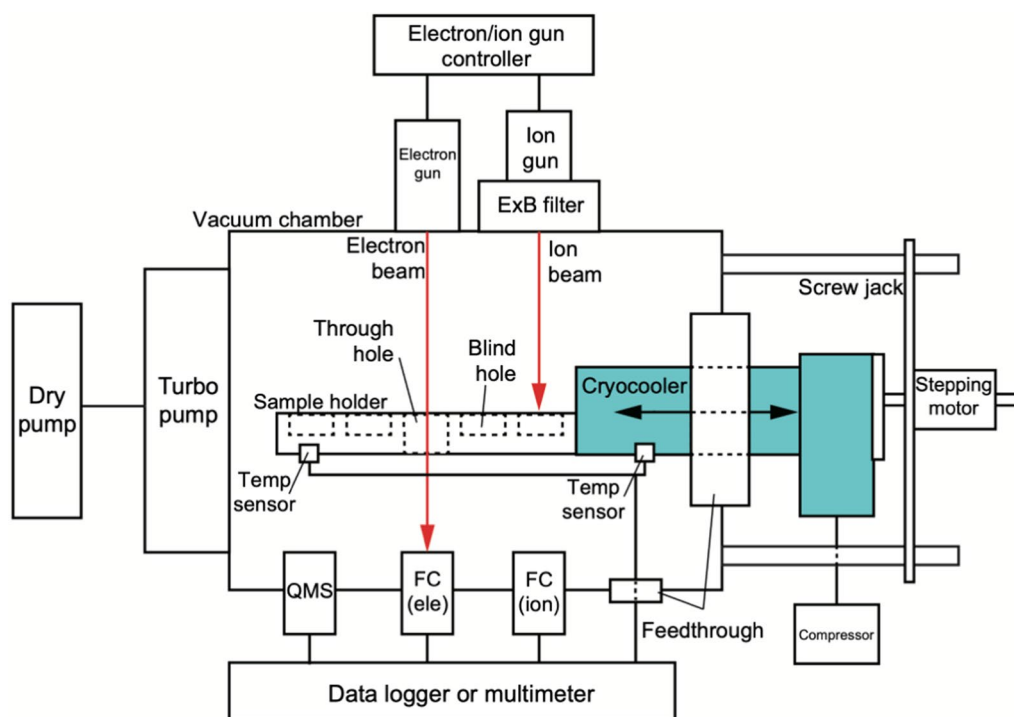 Electron/ion gun
controller
Electron
gun
Ion
gun
ExB filter
Vacuum chamber
Electron
beam
Ion
beam
Screw jack
Through
hole
Blind
hole
Dry
pump
Turbo
pump
Sample holder
Cryocooler
Stepping
motor
Temp
sensor
Temp
sensor
QMS
FC
(ele)
FC
(ion)
Feedthrough
Compressor
Data logger or multimeter